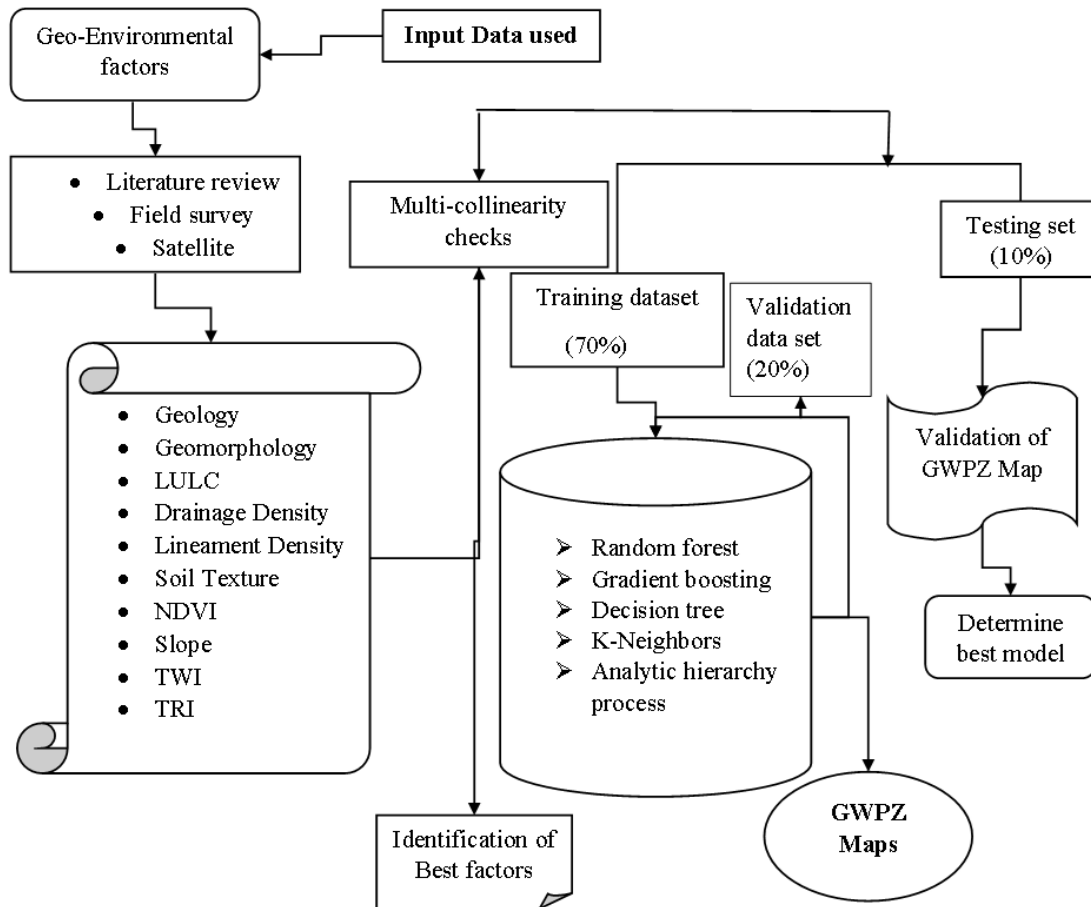 Geo-Environmental
factors
Input Data used
• Literature review
• Field survey
• Satellite
Multi-collinearity
checks
Testing set
(10%)
Training dataset
(70%)
Validation
data set
(20%)
• Geology
• Geomorphology
• LULC
• Drainage Density
• Lineament Density
• Soil Texture
• NDVI
• Slope
• TWI
• TRI
Validation of
GWPZ Map
➢ Random forest
➢ Gradient boosting
➢ Decision tree
➢ K-Neighbors
➢ Analytic hierarchy
process
Determine
best model
Identification of
Best factors
GWPZ
Maps